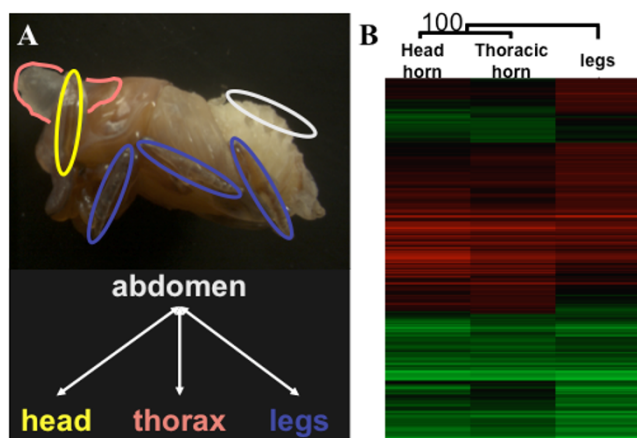 A
abdomen
head thorax legs
B
100
Head horn
Thoracic horn
legs